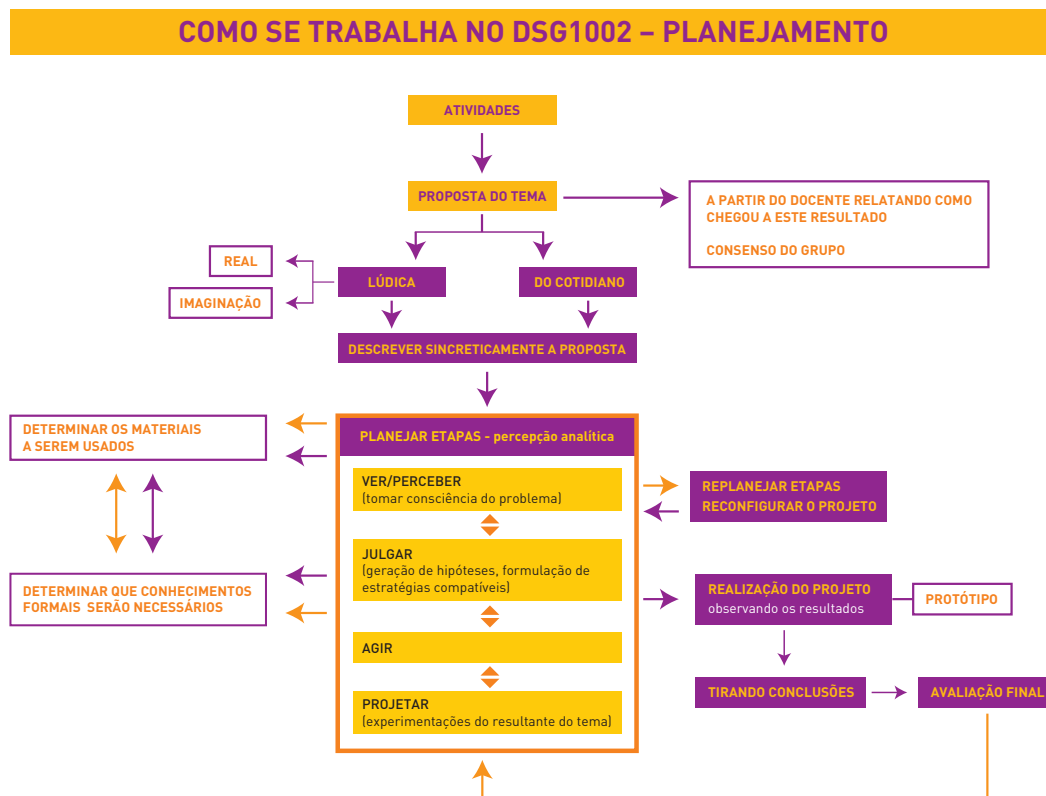 COMO SE TRABALHA NO DSG1002 – PLANEJAMENTO
ATIVIDADES
PROPOSTA DO TEMA
A PARTIR DO DOCENTE RELATANDO COMO
CHEGOU A ESTE RESULTADO
CONSENSO DO GRUPO
REAL
IMAGINAÇÃO
LÚDICA
DO COTIDIANO
DESCREVER SINCRETICAMENTE A PROPOSTA
DETERMINAR OS MATERIAIS
A SEREM USADOS
DETERMINAR QUE CONHECIMENTOS
FORMAIS SERÃO NECESSÁRIOS
PLANEJAR ETAPAS - percepção analítica
VER/PERCEBER
(tomar consciência do problema)
JULGAR
(geração de hipóteses, formulação de
estratégias compatíveis)
AGIR
PROJETAR
(experimentações do resultante do tema)
REPLANEJAR ETAPAS
RECONFIGURAR O PROJETO
REALIZAÇÃO DO PROJETO
observando os resultados
PROTÓTIPO
TIRANDO CONCLUSÕES
AVALIAÇÃO FINAL